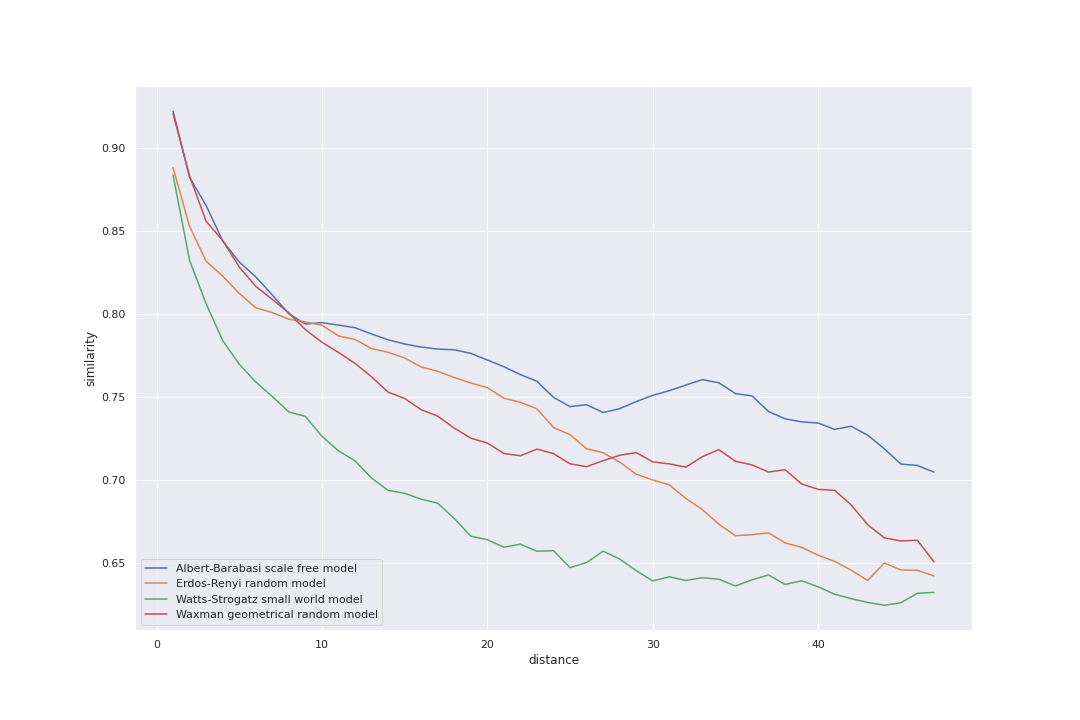 0.90
0.85
0.80
0.75
0.70
0.65
similarity
Albert-Barabasi scale free model
Erdos-Renyi random model
Watts-Strogatz small world model
Waxman geometrical random model
0 10 20 30 40
distance